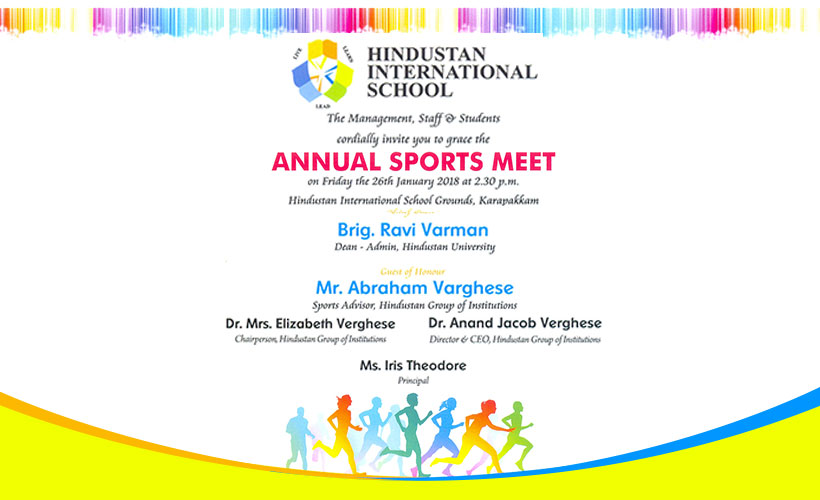 LIVE
LEARN
LEAD
HINDUSTAN
INTERNATIONAL
SCHOOL
The Management, Staff & Students
cordially invite you to grace the
ANNUAL SPORTS MEET
on Friday the 26th January 2018 at 2.30 p.m.
Hindustan International School Grounds, Karapakkam
Brig. Ravi Varman
Dean - Admin, Hindustan University
Guest of Honour
Mr. Abraham Varghese
Sports Advisor, Hindustan Group of Institutions
Dr. Mrs. Elizabeth Verghese
Chairperson, Hindustan Group of Institutions
Dr. Anand Jacob Verghese
Director & CEO, Hindustan Group of Institutions
Ms. Iris Theodore
Principal